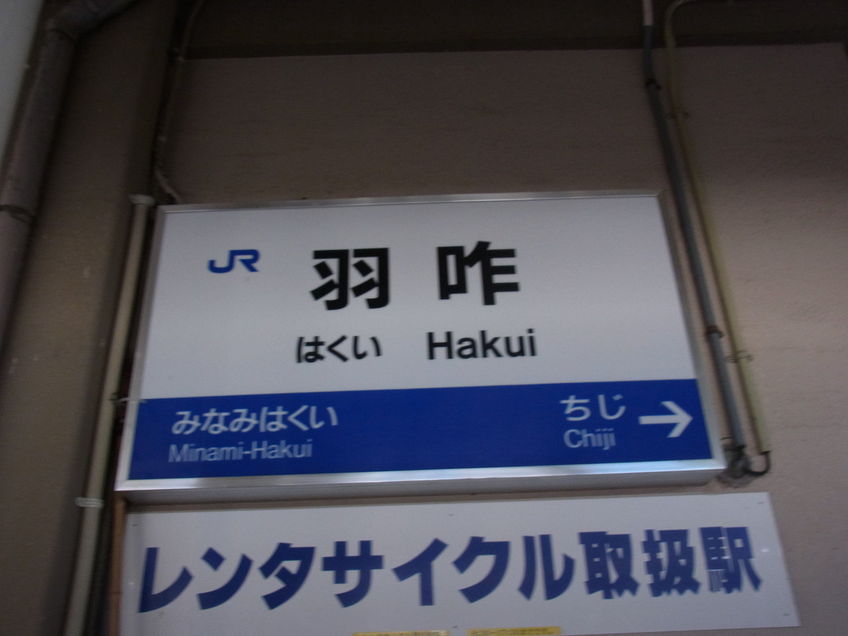 JR 羽咋
はくい Hakui
みなみはくい ちじ →
Minami-Hakui Chiji
レンタサイクル取扱駅